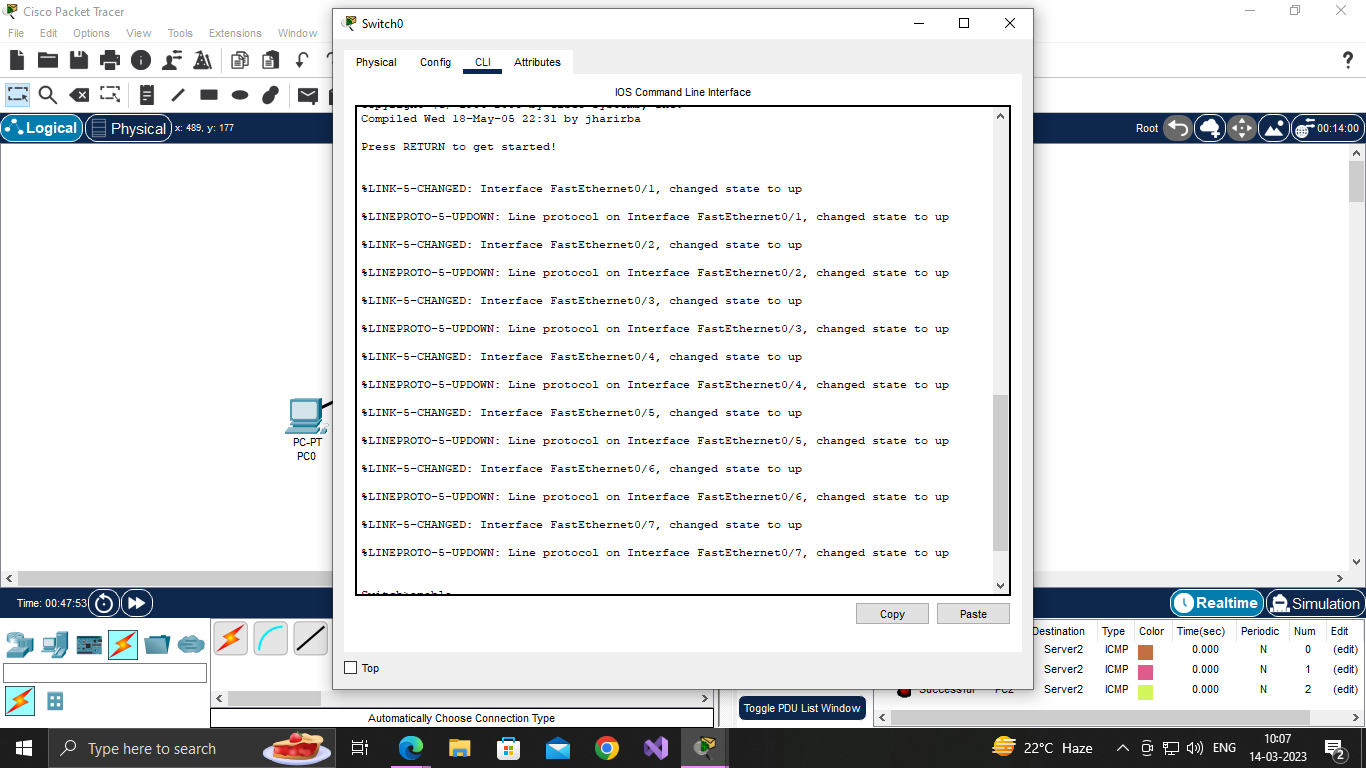 Cisco Packet Tracer
File Edit Options View Tools Extensions Window
Logical
Physical
x: 489, y: 177
Root
00:14:00
PC-PT
PC0
Switch0
Physical Config CLI Attributes
IOS Command Line Interface
Compiled Wed 18-May-05 22:31 by jharirba
Press RETURN to get started!
%LINK-5-CHANGED: Interface FastEthernet0/1, changed state to up
%LINEPROTO-5-UPDOWN: Line protocol on Interface FastEthernet0/1, changed state to up
%LINK-5-CHANGED: Interface FastEthernet0/2, changed state to up
%LINEPROTO-5-UPDOWN: Line protocol on Interface FastEthernet0/2, changed state to up
%LINK-5-CHANGED: Interface FastEthernet0/3, changed state to up
%LINEPROTO-5-UPDOWN: Line protocol on Interface FastEthernet0/3, changed state to up
%LINK-5-CHANGED: Interface FastEthernet0/4, changed state to up
%LINEPROTO-5-UPDOWN: Line protocol on Interface FastEthernet0/4, changed state to up
%LINK-5-CHANGED: Interface FastEthernet0/5, changed state to up
%LINEPROTO-5-UPDOWN: Line protocol on Interface FastEthernet0/5, changed state to up
%LINK-5-CHANGED: Interface FastEthernet0/6, changed state to up
%LINEPROTO-5-UPDOWN: Line protocol on Interface FastEthernet0/6, changed state to up
%LINK-5-CHANGED: Interface FastEthernet0/7, changed state to up
%LINEPROTO-5-UPDOWN: Line protocol on Interface FastEthernet0/7, changed state to up
Switch>enable
Copy Paste
Top
Time: 00:47:53
Realtime Simulation
Destination Type Color Time(sec) Periodic Num Edit
Server2 ICMP 0.000 N 0 (edit)
Server2 ICMP 0.000 N 1 (edit)
Successful PC2 Server2 ICMP 0.000 N 2 (edit)
Toggle PDU List Window
Automatically Choose Connection Type
Type here to search
22°C Haze
ENG
10:07
14-03-2023
2